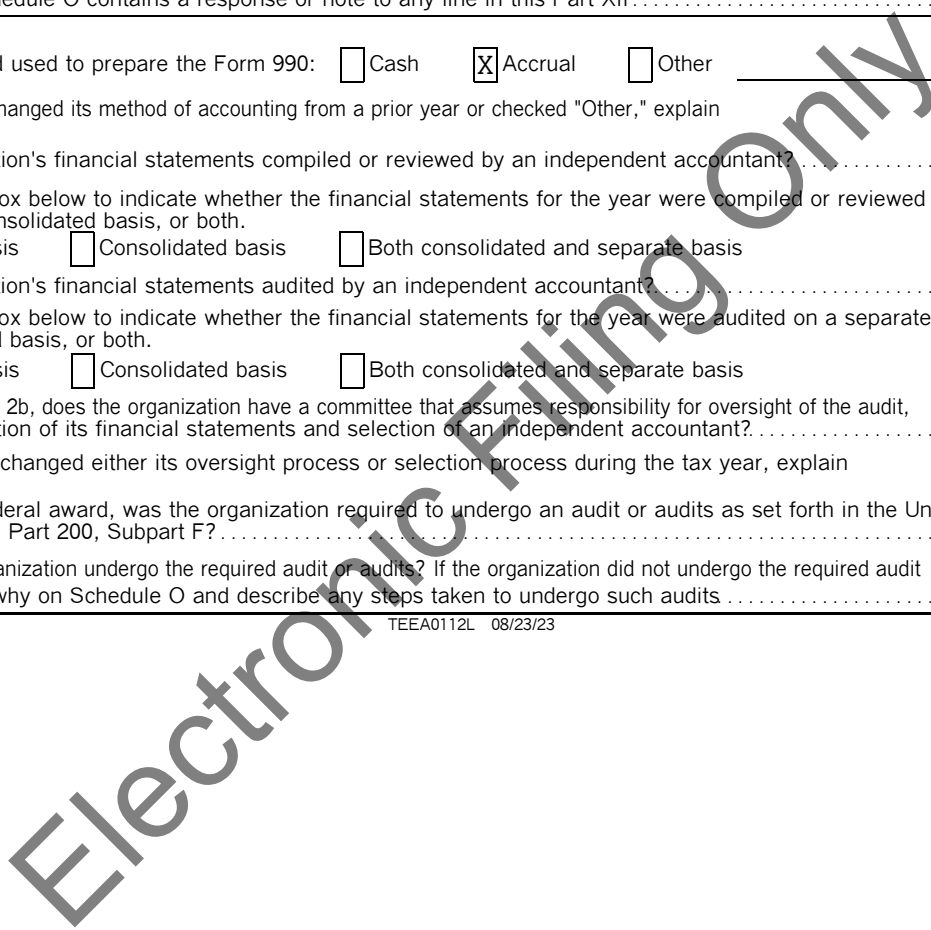 hedule O contains a response or note to any line in this Part XII
d used to prepare the Form 990: Cash X Accrual Other
hanged its method of accounting from a prior year or checked "Other," explain
tion's financial statements compiled or reviewed by an independent accountant?
ox below to indicate whether the financial statements for the year were compiled or reviewed
nsolidated basis, or both.
sis Consolidated basis Both consolidated and separate basis
tion's financial statements audited by an independent accountant?
ox below to indicate whether the financial statements for the year were audited on a separate
d basis, or both.
sis Consolidated basis Both consolidated and separate basis
2b, does the organization have a committee that assumes responsibility for oversight of the audit,
tion of its financial statements and selection of an independent accountant?
changed either its oversight process or selection process during the tax year, explain
deral award, was the organization required to undergo an audit or audits as set forth in the Un
Part 200, Subpart F?
anization undergo the required audit or audits? If the organization did not undergo the required audit
why on Schedule O and describe any steps taken to undergo such audits
TEEA0112L 08/23/23
Electronic Filing Only